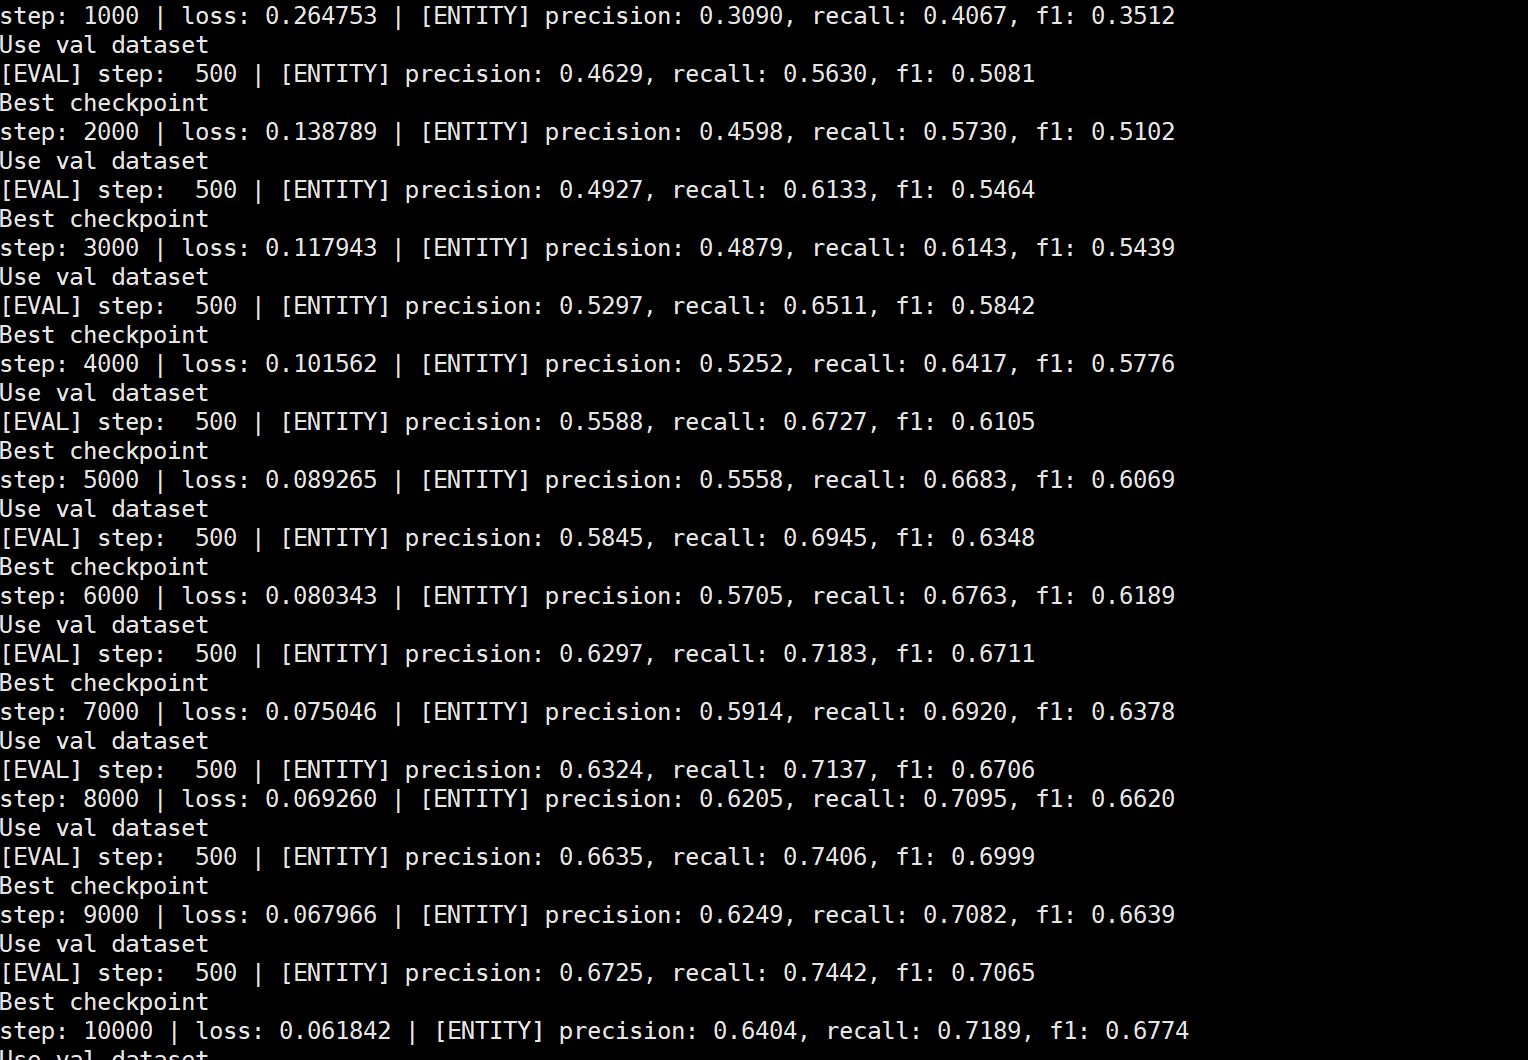 step: 1000 | loss: 0.264753 | [ENTITY] precision: 0.3090, recall: 0.4067, f1: 0.3512
Use val dataset
[EVAL] step:  500 | [ENTITY] precision: 0.4629, recall: 0.5630, f1: 0.5081
Best checkpoint
step: 2000 | loss: 0.138789 | [ENTITY] precision: 0.4598, recall: 0.5730, f1: 0.5102
Use val dataset
[EVAL] step:  500 | [ENTITY] precision: 0.4927, recall: 0.6133, f1: 0.5464
Best checkpoint
step: 3000 | loss: 0.117943 | [ENTITY] precision: 0.4879, recall: 0.6143, f1: 0.5439
Use val dataset
[EVAL] step:  500 | [ENTITY] precision: 0.5297, recall: 0.6511, f1: 0.5842
Best checkpoint
step: 4000 | loss: 0.101562 | [ENTITY] precision: 0.5252, recall: 0.6417, f1: 0.5776
Use val dataset
[EVAL] step:  500 | [ENTITY] precision: 0.5588, recall: 0.6727, f1: 0.6105
Best checkpoint
step: 5000 | loss: 0.089265 | [ENTITY] precision: 0.5558, recall: 0.6683, f1: 0.6069
Use val dataset
[EVAL] step:  500 | [ENTITY] precision: 0.5845, recall: 0.6945, f1: 0.6348
Best checkpoint
step: 6000 | loss: 0.080343 | [ENTITY] precision: 0.5705, recall: 0.6763, f1: 0.6189
Use val dataset
[EVAL] step:  500 | [ENTITY] precision: 0.6297, recall: 0.7183, f1: 0.6711
Best checkpoint
step: 7000 | loss: 0.075046 | [ENTITY] precision: 0.5914, recall: 0.6920, f1: 0.6378
Use val dataset
[EVAL] step:  500 | [ENTITY] precision: 0.6324, recall: 0.7137, f1: 0.6706
step: 8000 | loss: 0.069260 | [ENTITY] precision: 0.6205, recall: 0.7095, f1: 0.6620
Use val dataset
[EVAL] step:  500 | [ENTITY] precision: 0.6635, recall: 0.7406, f1: 0.6999
Best checkpoint
step: 9000 | loss: 0.067966 | [ENTITY] precision: 0.6249, recall: 0.7082, f1: 0.6639
Use val dataset
[EVAL] step:  500 | [ENTITY] precision: 0.6725, recall: 0.7442, f1: 0.7065
Best checkpoint
step: 10000 | loss: 0.061842 | [ENTITY] precision: 0.6404, recall: 0.7189, f1: 0.6774
Use val dataset